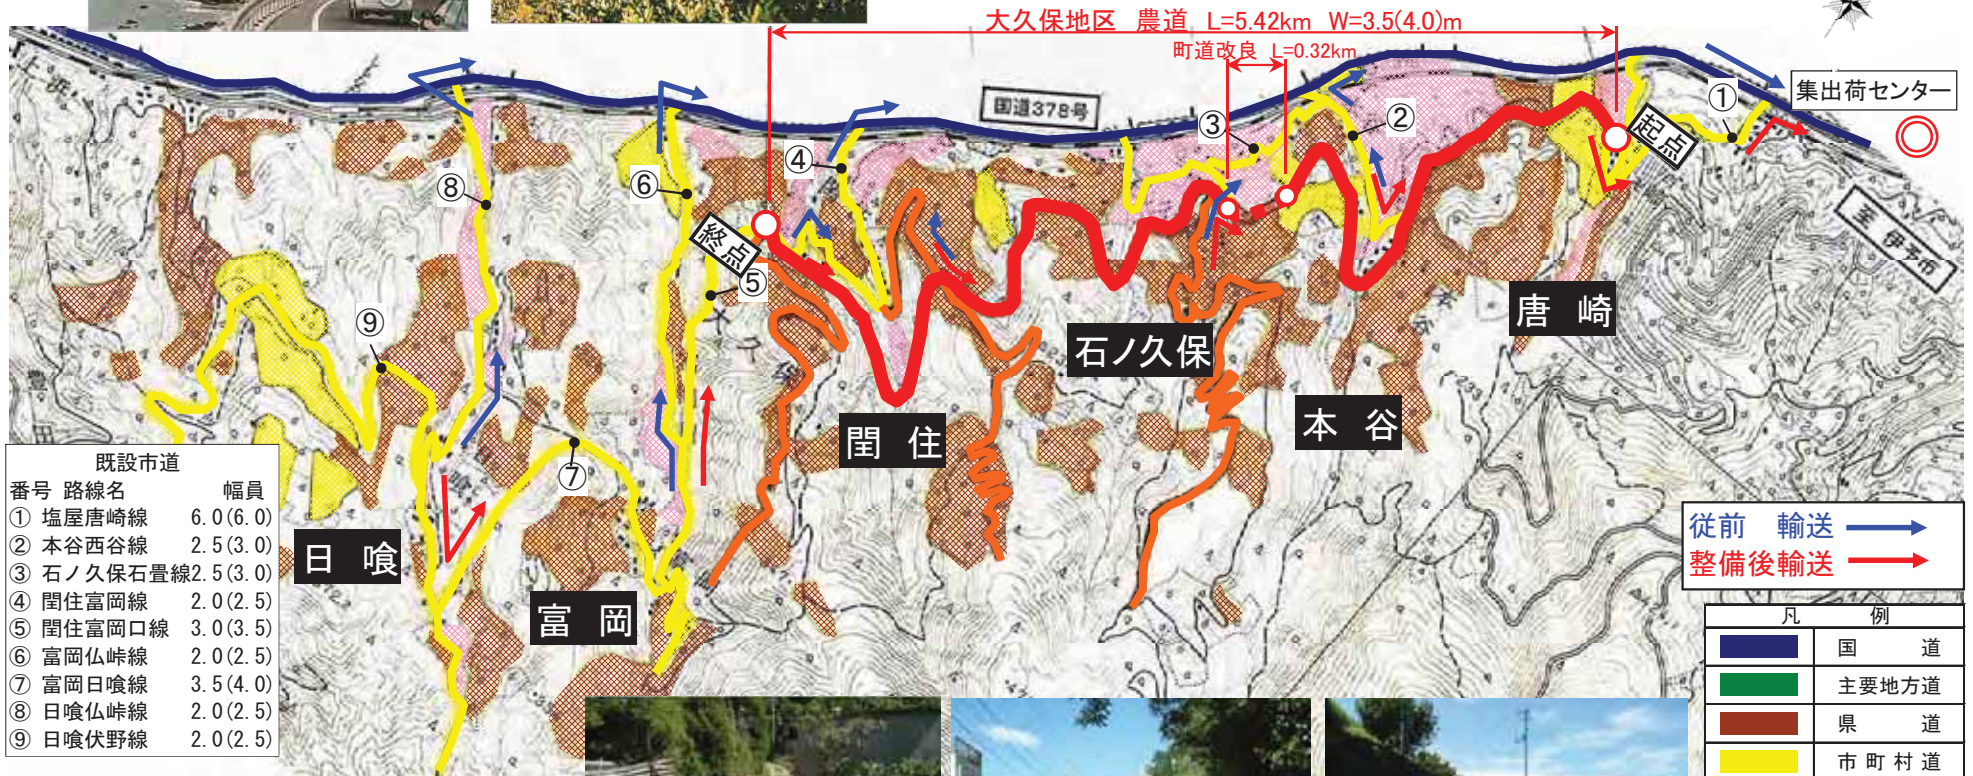 大久保地区 農道 L=5.42km W=3.5(4.0)m
町道改良 L=0.32km
国道378号
集出荷センター
①
②
③
④
⑤
⑥
⑦
⑧
⑨
起点
終点
至 伊予市
唐崎
石ノ久保
本谷
閏住
日喰
富岡
既設市道
番号 路線名 幅員
① 塩屋唐崎線 6.0(6.0)
② 本谷西谷線 2.5(3.0)
③ 石ノ久保石畳線2.5(3.0)
④ 閏住富岡線 2.0(2.5)
⑤ 閏住富岡口線 3.0(3.5)
⑥ 富岡仏峠線 2.0(2.5)
⑦ 富岡日喰線 3.5(4.0)
⑧ 日喰仏峠線 2.0(2.5)
⑨ 日喰伏野線 2.0(2.5)
従前 輸送
整備後輸送
凡 例
国 道
主要地方道
県 道
市町村道